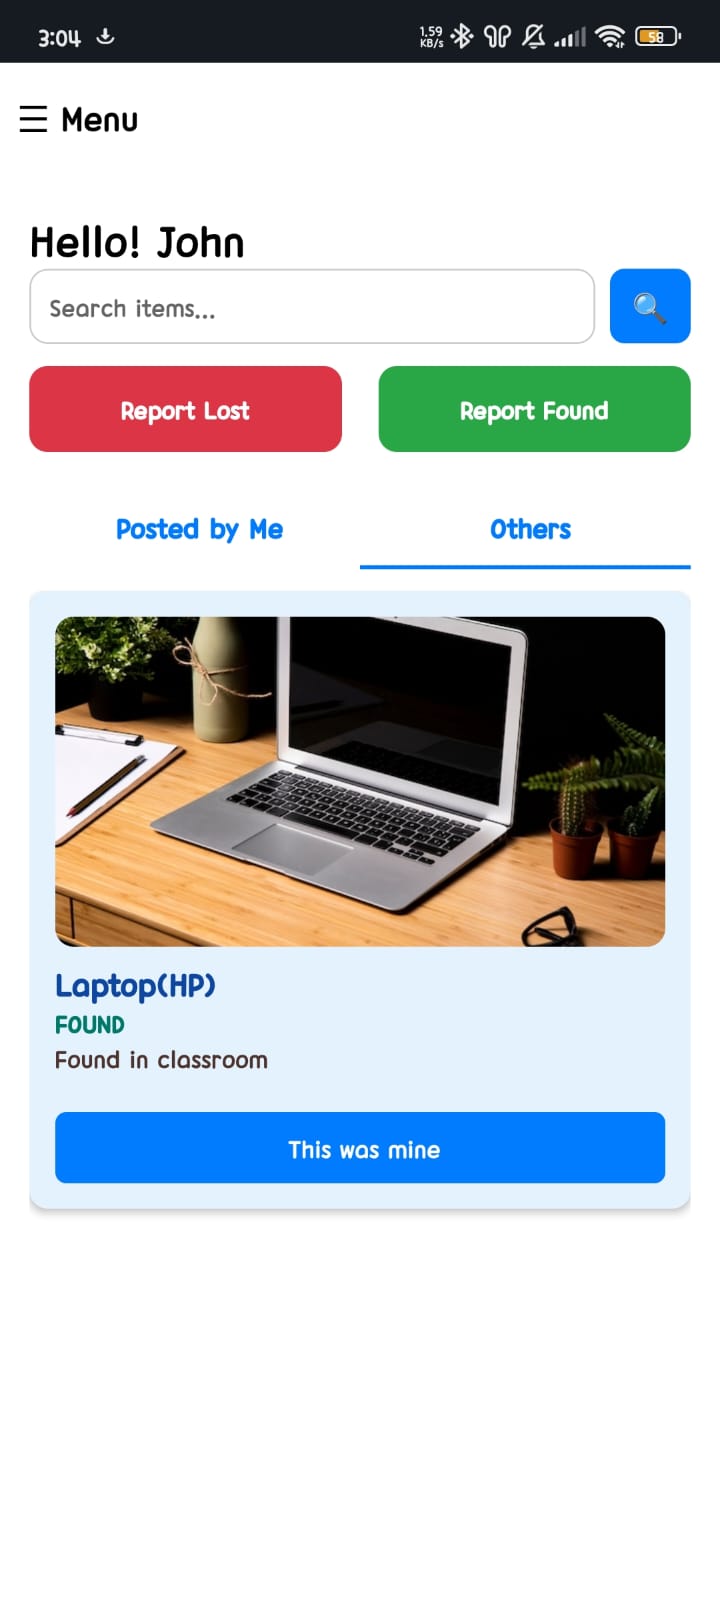 3:04
1.59
KB/s
58
☰ Menu
Hello! John
Search items...
Report Lost
Report Found
Posted by Me
Others
Laptop(HP)
FOUND
Found in classroom
This was mine